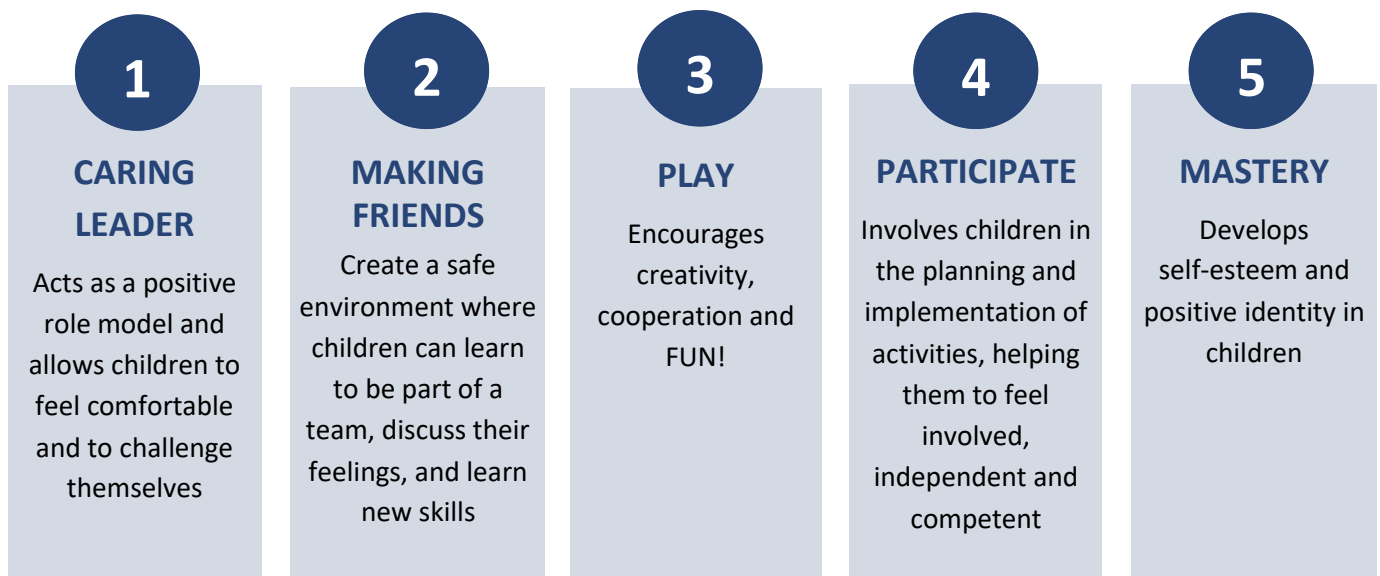 1
CARING
LEADER
Acts as a positive
role model and
allows children to
feel comfortable
and to challenge
themselves
2
MAKING
FRIENDS
Create a safe
environment where
children can learn
to be part of a
team, discuss their
feelings, and learn
new skills
3
PLAY
Encourages
creativity,
cooperation and
FUN!
4
PARTICIPATE
Involves children in
the planning and
implementation of
activities, helping
them to feel
involved,
independent and
competent
5
MASTERY
Develops
self-esteem and
positive identity in
children